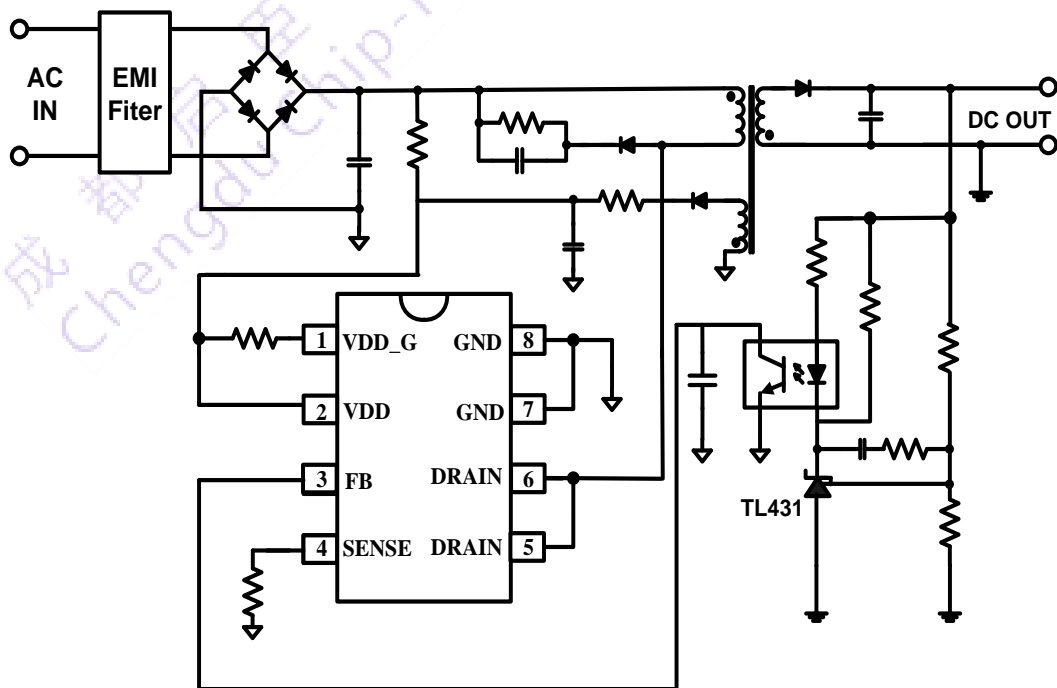 AC
IN
EMI
Fiter
DC OUT
1 VDD_G GND 8
2 VDD GND 7
3 FB DRAIN 6
4 SENSE DRAIN 5
TL431
成都启臣
Chengdu Chip-